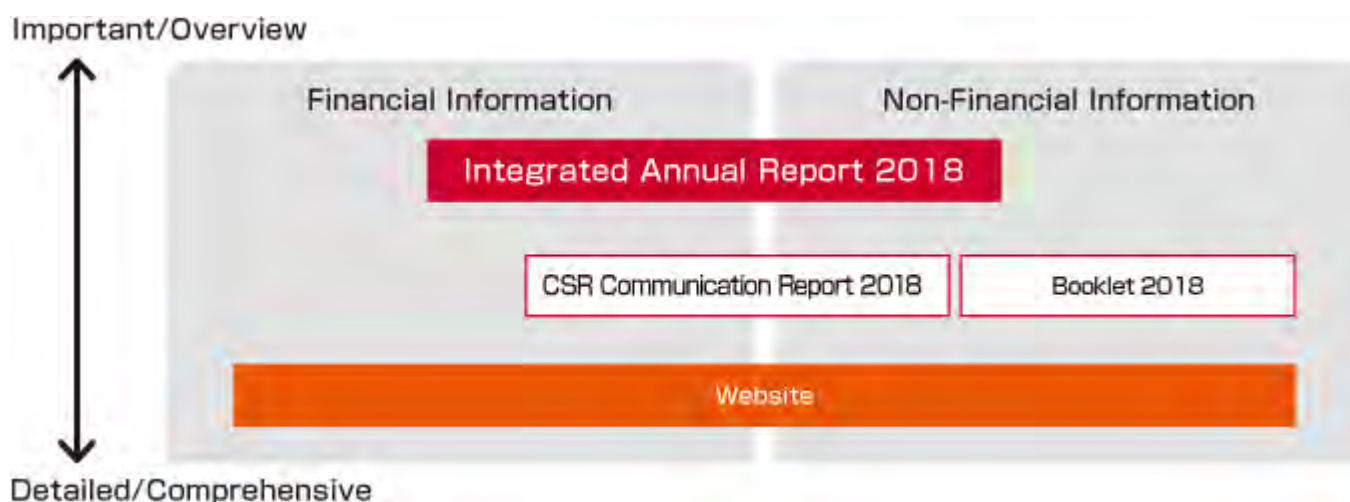 Important/Overview
Financial Information
Non-Financial Information
Integrated Annual Report 2018
CSR Communication Report 2018
Booklet 2018
Website
Detailed/Comprehensive